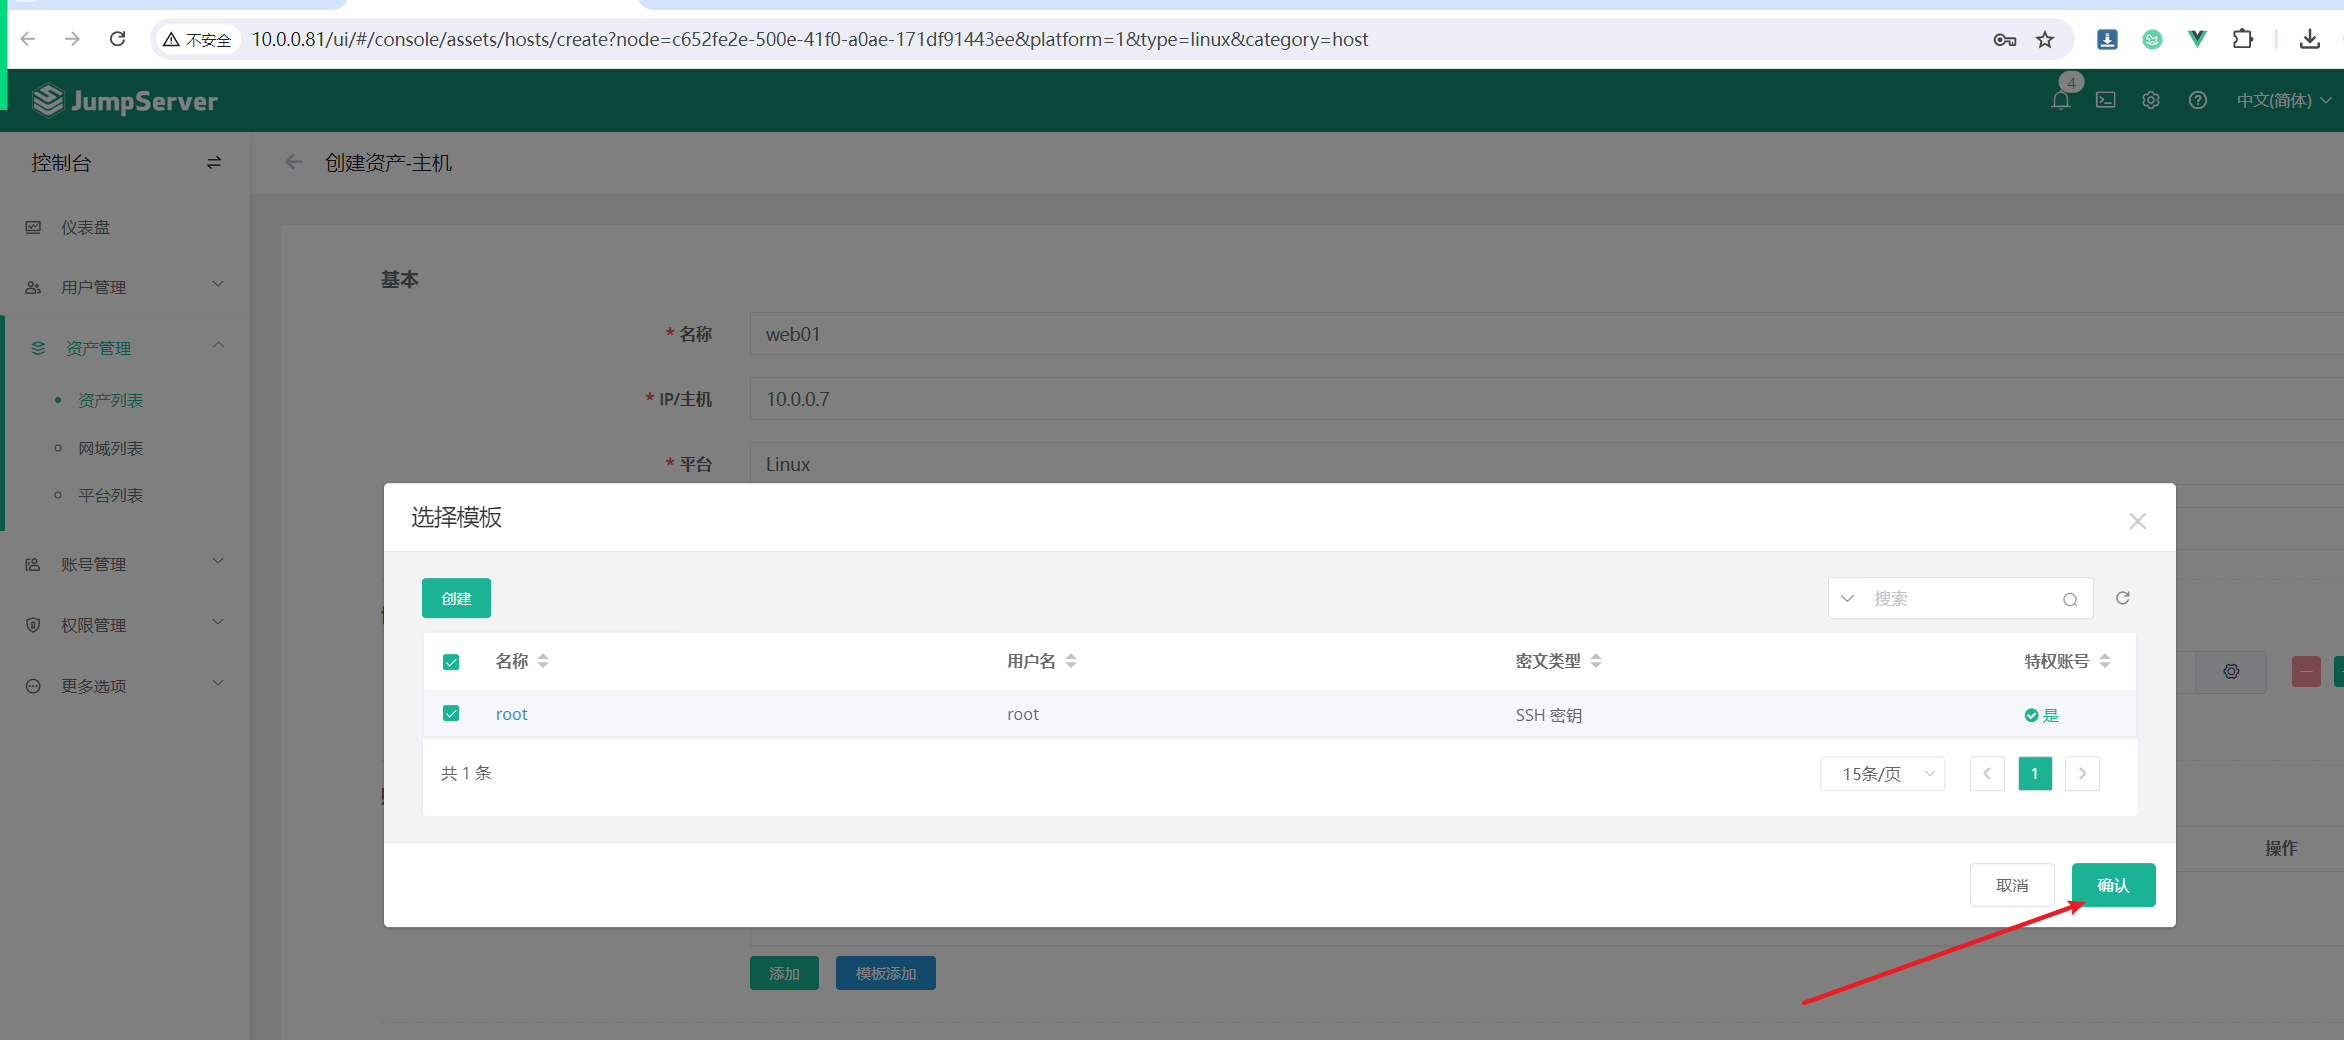 不安全
10.0.0.81/ui/#/console/assets/hosts/create?node=c652fe2e-500e-41f0-a0ae-171df91443ee&platform=1&type=linux&category=host
JumpServer
4
中文(简体)
控制台
创建资产-主机
仪表盘
用户管理
资产管理
资产列表
网域列表
平台列表
账号管理
权限管理
更多选项
基本
* 名称
web01
* IP/主机
10.0.0.7
* 平台
Linux
选择模板
创建
搜索
名称
用户名
密文类型
特权账号
root
root
SSH 密钥
是
共 1 条
15条/页
1
操作
取消
确认
添加
模板添加